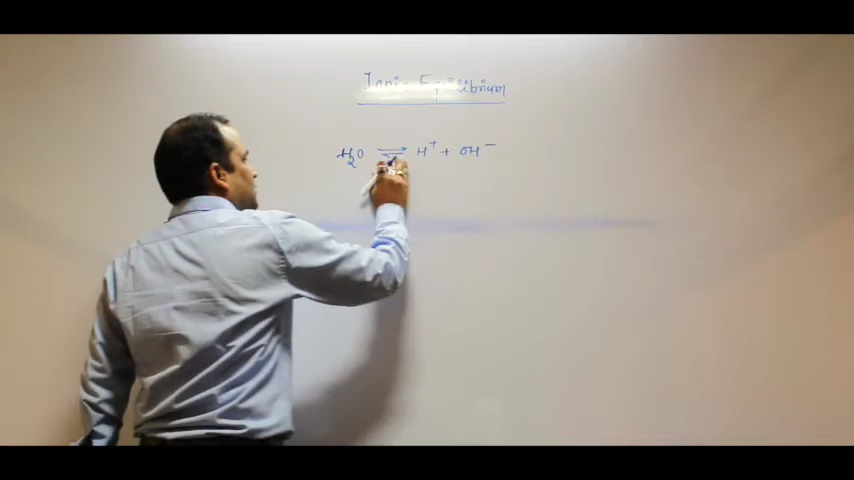 Ionic Equilibrium
H₂O ⇌ H⁺ + OH⁻